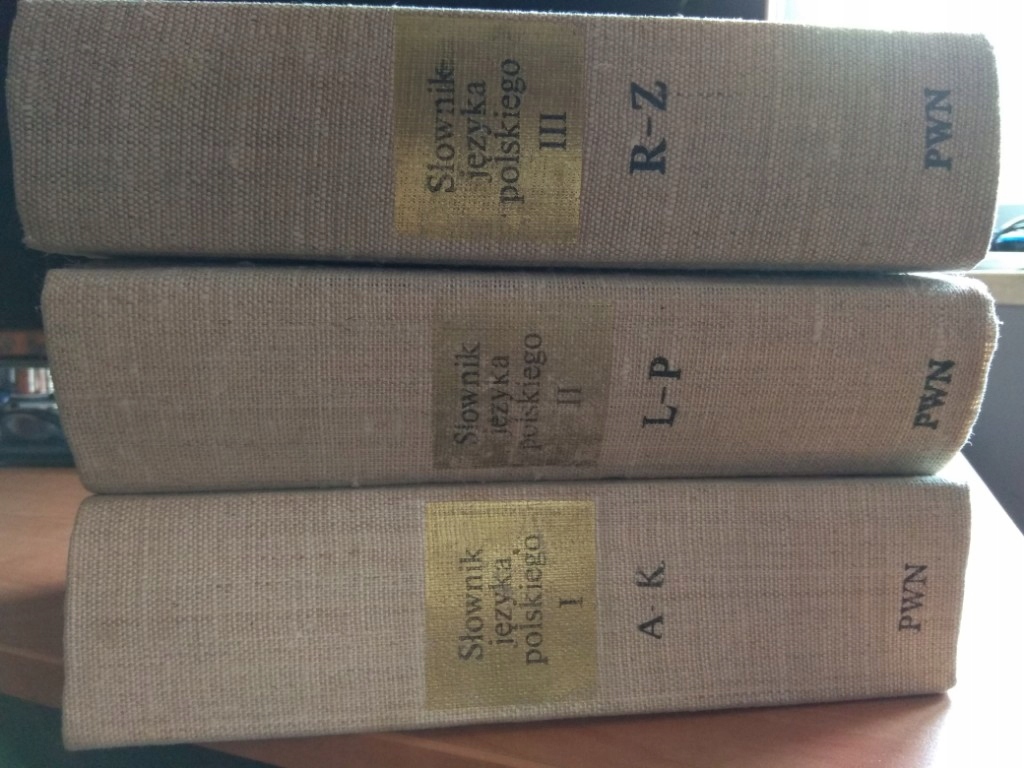 Słownik
języka
polskiego
III
R-Z
PWN
Słownik
języka
polskiego
II
L-P
PWN
Słownik
języka
polskiego
I
A-K
PWN